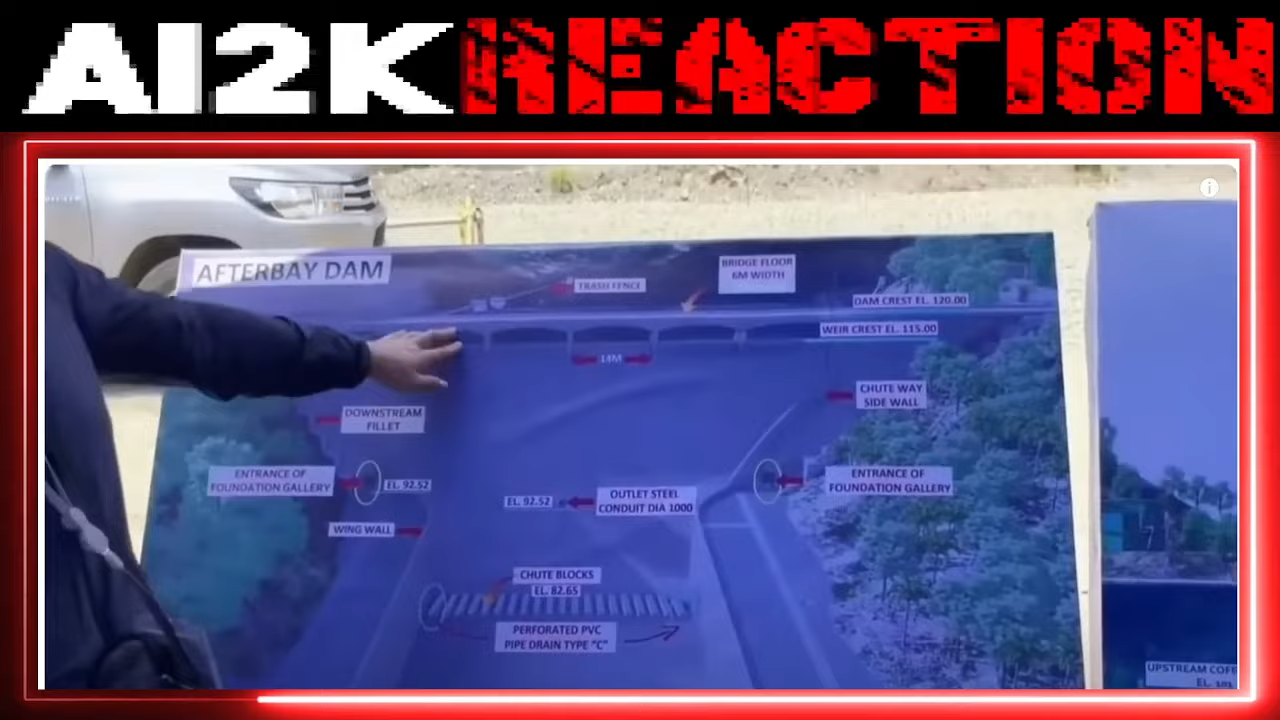 AI2KREACTION
AFTERBAY DAM
TRASH FENCE
BRIDGE FLOOR
6M WIDTH
DAM CREST EL. 120.00
WEIR CREST EL. 115.00
14M
CHUTE WAY
SIDE WALL
DOWNSTREAM
FILLET
ENTRANCE OF
FOUNDATION GALLERY
EL. 92.52
EL. 92.52
OUTLET STEEL
CONDUIT DIA 1000
ENTRANCE OF
FOUNDATION GALLERY
WING WALL
CHUTE BLOCKS
EL. 82.65
PERFORATED PVC
PIPE DRAIN TYPE "C"
UPSTREAM
EL.